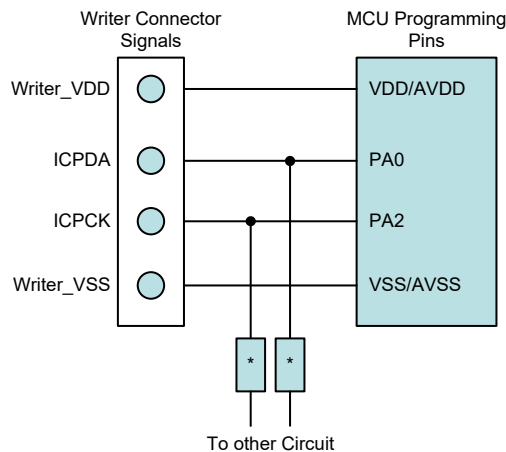 Writer Connector
Signals
MCU Programming
Pins
Writer_VDD
VDD/AVDD
ICPDA
PA0
ICPCK
PA2
Writer_VSS
VSS/AVSS
*
*
To other Circuit